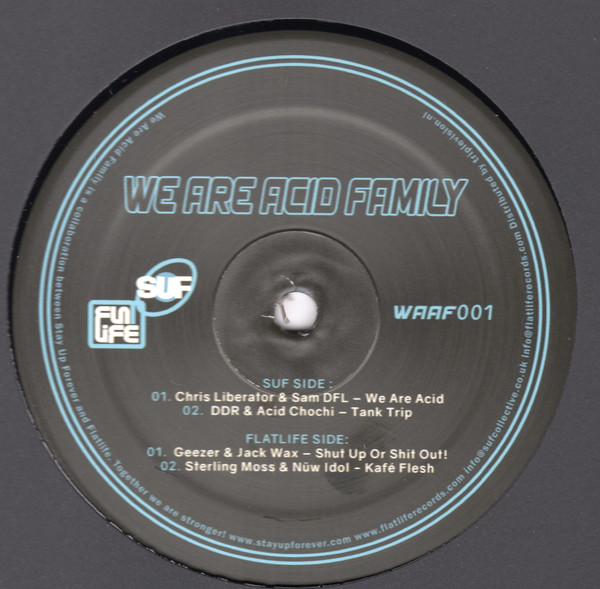 WE ARE ACID FAMILY
SUF
FLAT
LIFE
WAAF001
SUF SIDE :
01. Chris Liberator & Sam DFL – We Are Acid
02. DDR & Acid Chochi – Tank Trip
FLATLIFE SIDE:
01. Geezer & Jack Wax – Shut Up Or Shit Out!
02. Sterling Moss & Nüw Idol - Kafé Flesh
We Are Acid Family is a collaboration between Stay Up Forever and Flatlife. Together we are stronger! www.stayupforever.com www.flatliferecords.com info@sufcollective.co.uk info@flatliferecords.com Distributed by triplevision.nl